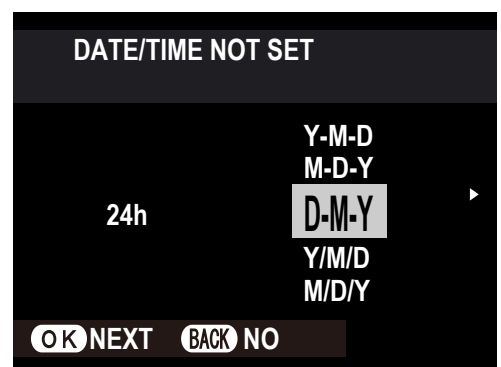 DATE/TIME NOT SET
Y-M-D
M-D-Y
24h D-M-Y
Y/M/D
M/D/Y
OK NEXT BACK NO